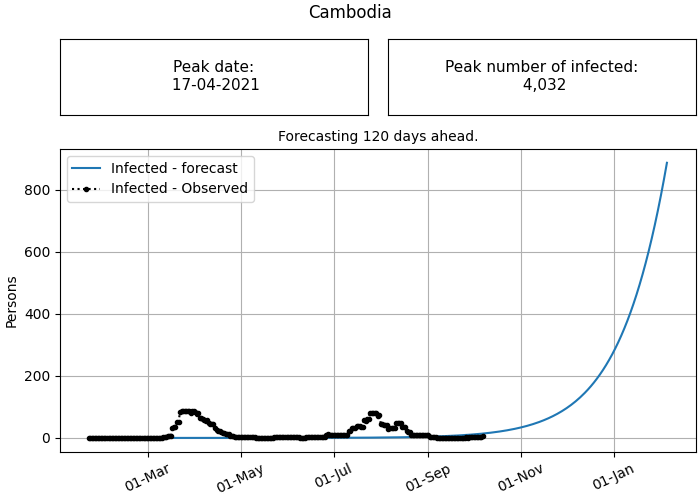 Cambodia
Peak date:
17-04-2021
Peak number of infected:
4,032
Forecasting 120 days ahead.
Infected - forecast
Infected - Observed
Persons
800
600
400
200
0
01-Mar
01-May
01-Jul
01-Sep
01-Nov
01-Jan